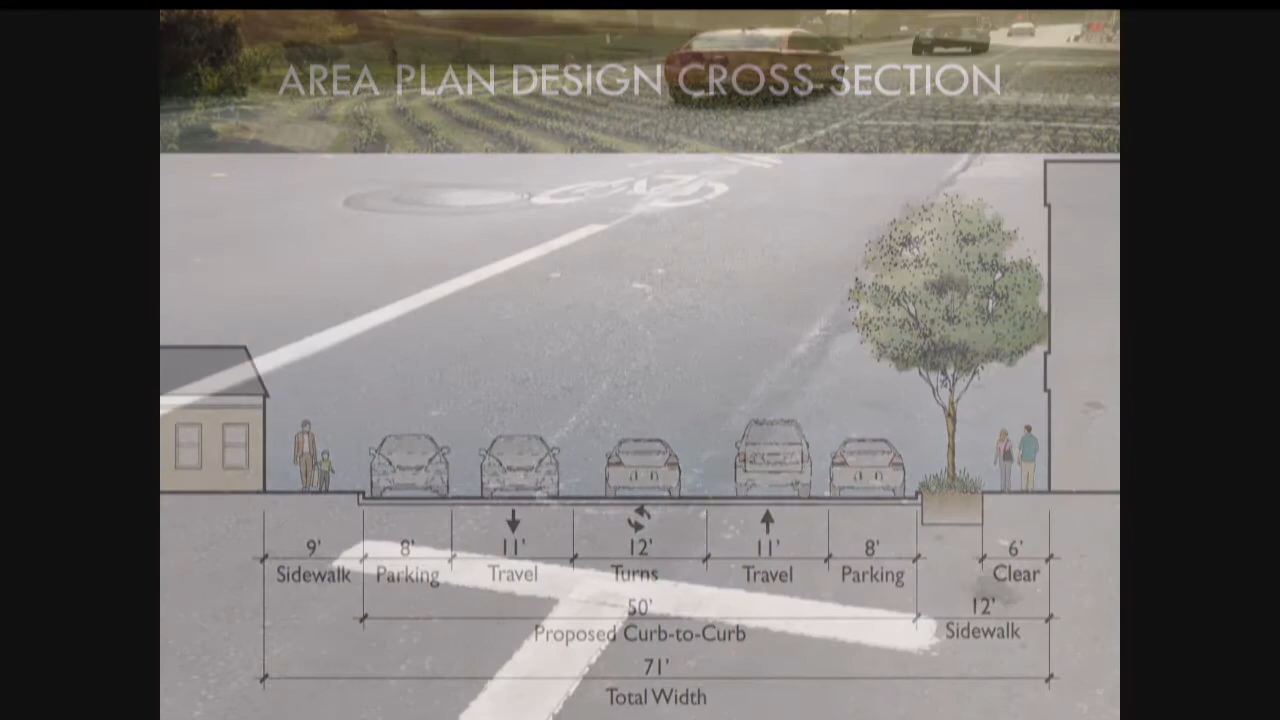 AREA PLAN DESIGN CROSS-SECTION
9' 8' 11' 12' 11' 8' 6'
Sidewalk Parking Travel Turns Travel Parking Clear
50' 12'
Proposed Curb-to-Curb Sidewalk
71'
Total Width